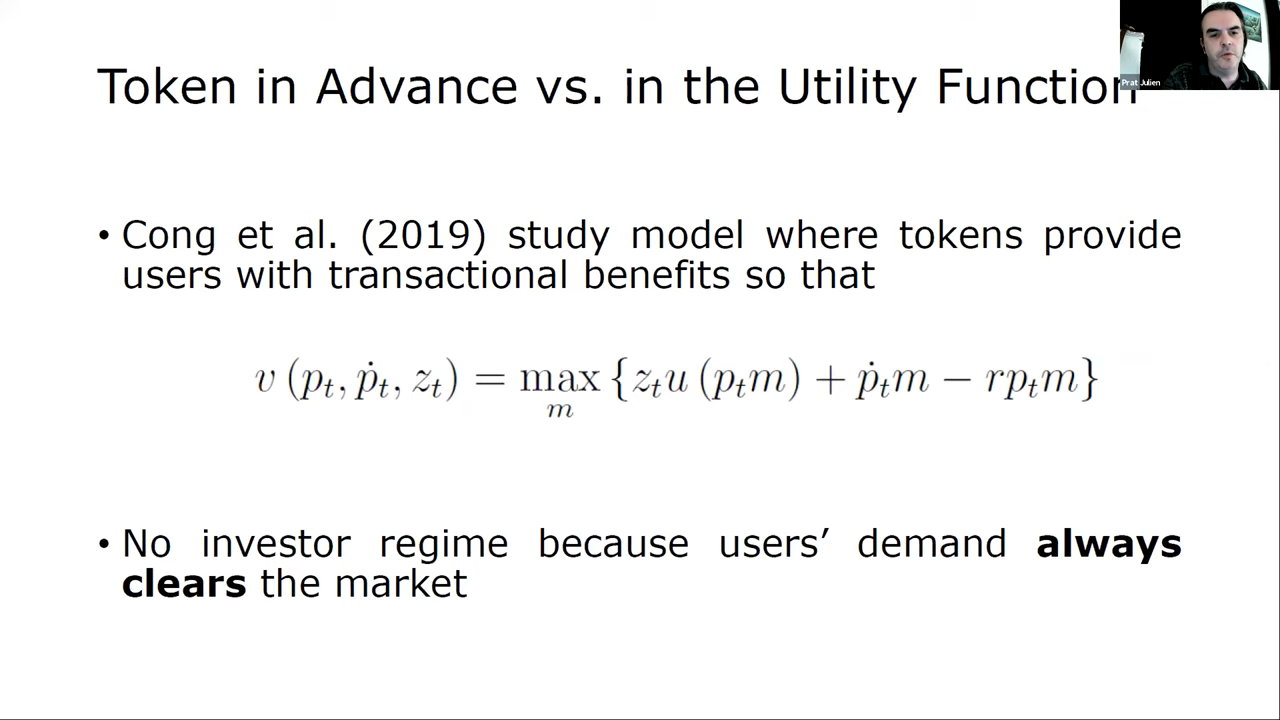 Token in Advance vs. in the Utility Function
Prat Julien
• Cong et al. (2019) study model where tokens provide
users with transactional benefits so that
v (pₜ, ṗₜ, zₜ) = max {zₜu (pₜm) + ṗₜm − rpₜm}
m
• No investor regime because users’ demand always
clears the market